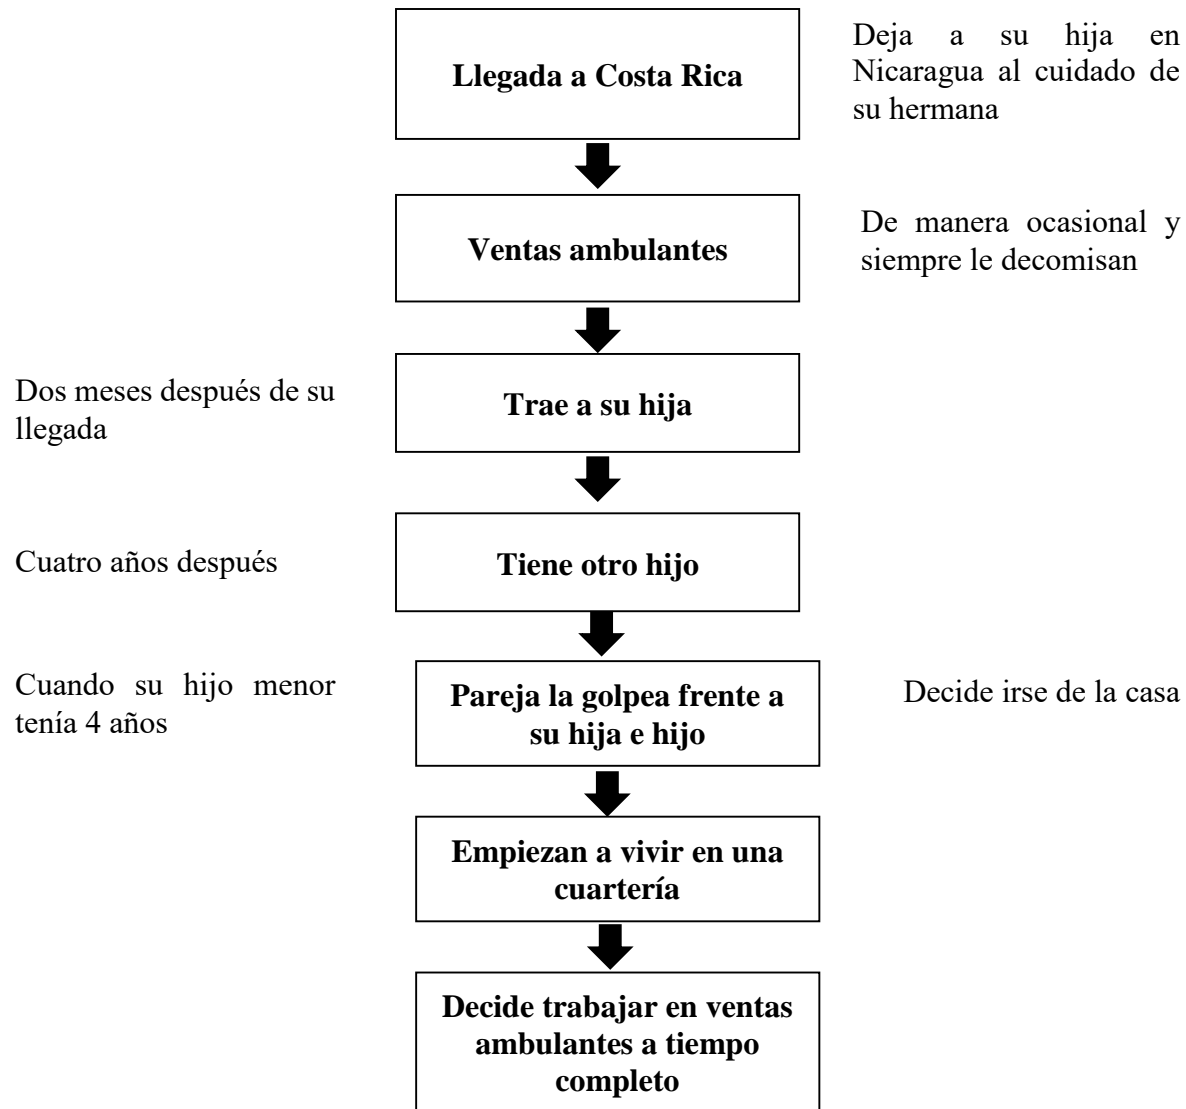 Llegada a Costa Rica
Deja a su hija en
Nicaragua al cuidado de
su hermana
Ventas ambulantes
De manera ocasional y
siempre le decomisan
Dos meses después de su
llegada
Trae a su hija
Cuatro años después
Tiene otro hijo
Cuando su hijo menor
tenía 4 años
Pareja la golpea frente a
su hija e hijo
Decide irse de la casa
Empiezan a vivir en una
cuartería
Decide trabajar en ventas
ambulantes a tiempo
completo